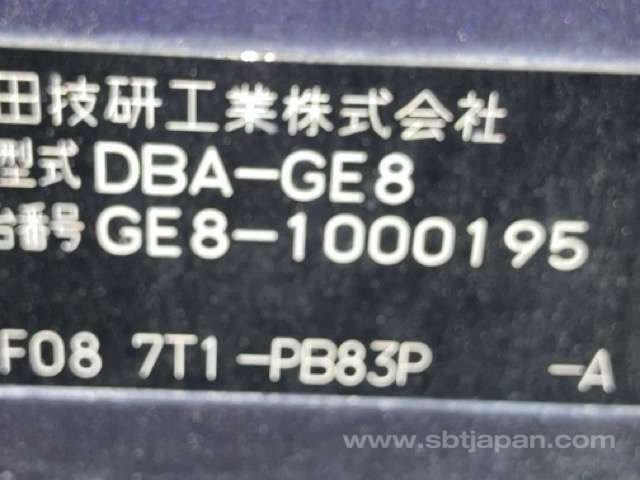 田技研工業株式会社
型式 DBA-GE8
台番号 GE8-1000195
F08 7T1-PB83P -A
www.sbtjapan.com